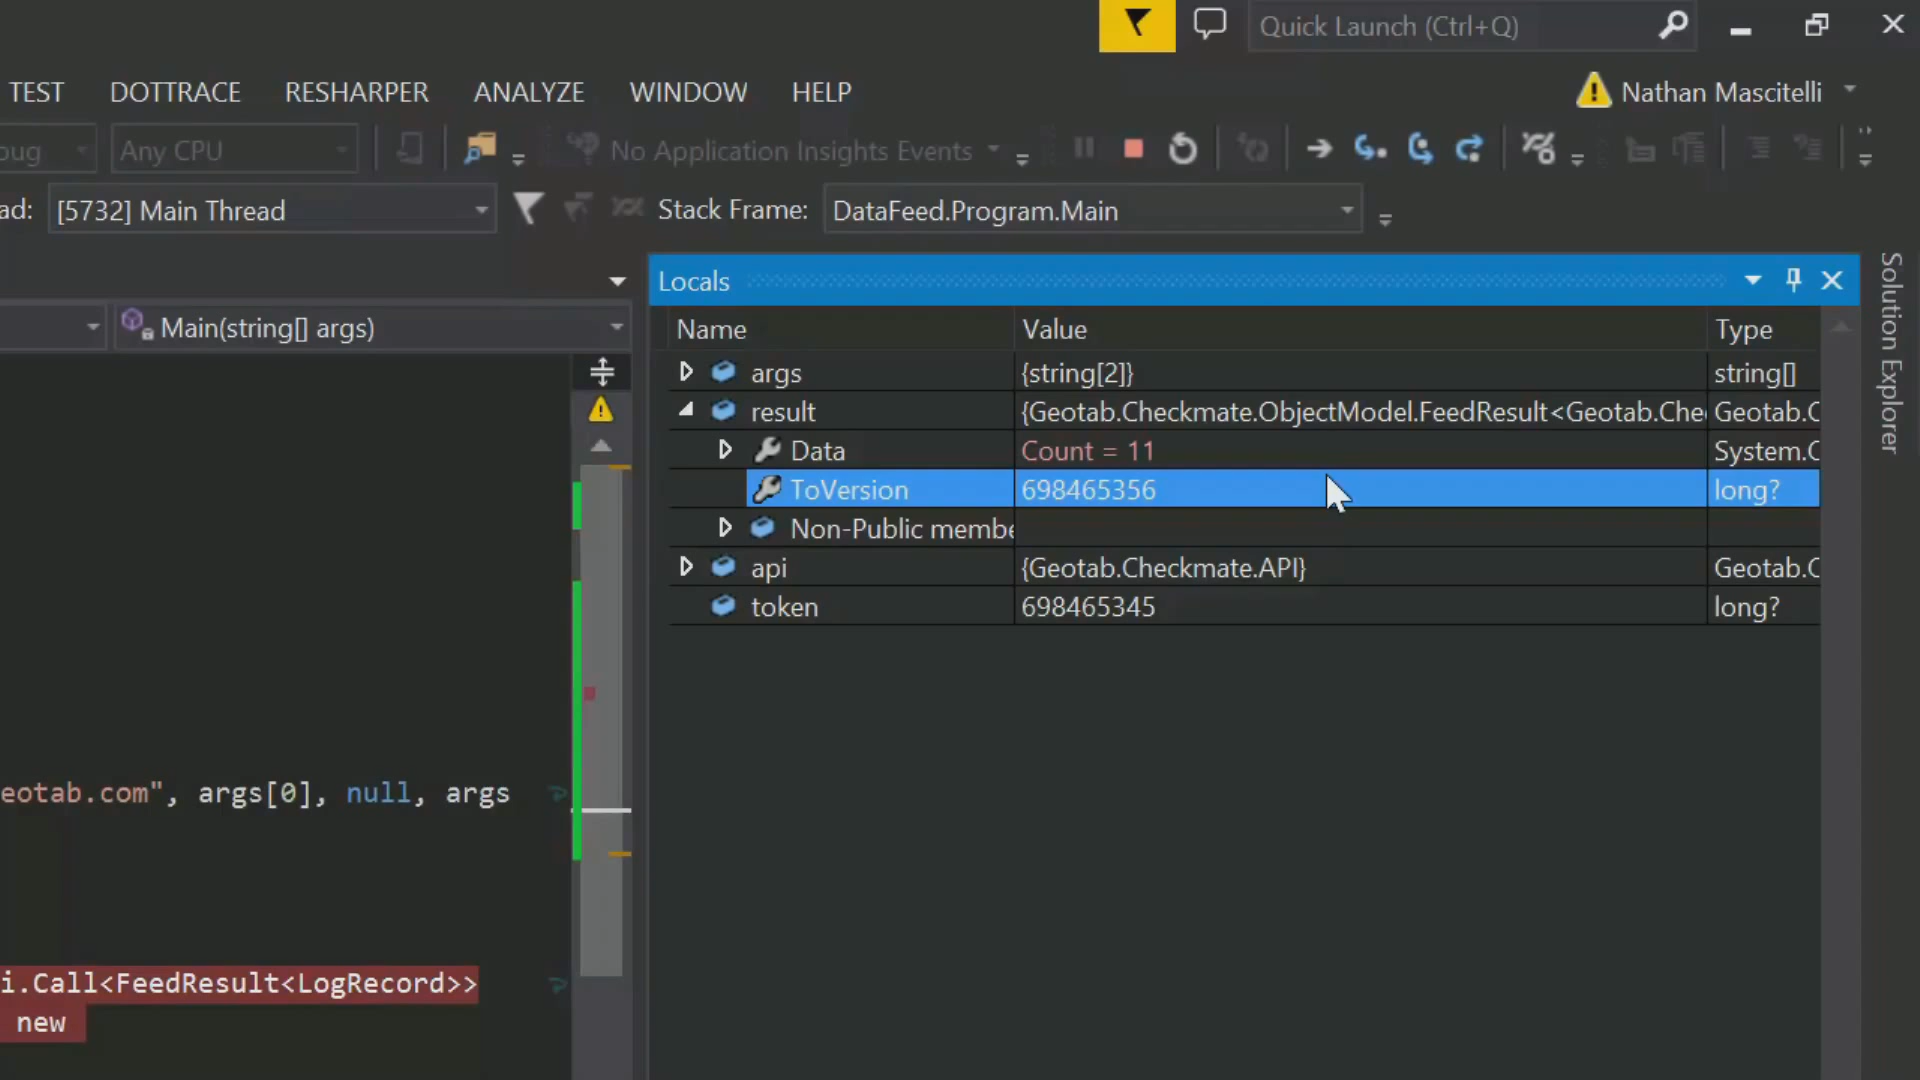 Quick Launch (Ctrl+Q)
TEST DOTTRACE RESHARPER ANALYZE WINDOW HELP
Nathan Mascitelli
oug Any CPU No Application Insights Events
ad: [5732] Main Thread Stack Frame: DataFeed.Program.Main
Locals
Solution Explorer
Main(string[] args)
Name Value Type
args {string[2]} string[]
result {Geotab.Checkmate.ObjectModel.FeedResult<Geotab.Che Geotab.C
Data Count = 11 System.C
ToVersion 698465356 long?
Non-Public membe
api {Geotab.Checkmate.API} Geotab.C
token 698465345 long?
eotab.com", args[0], null, args
i.Call<FeedResult<LogRecord>>
new